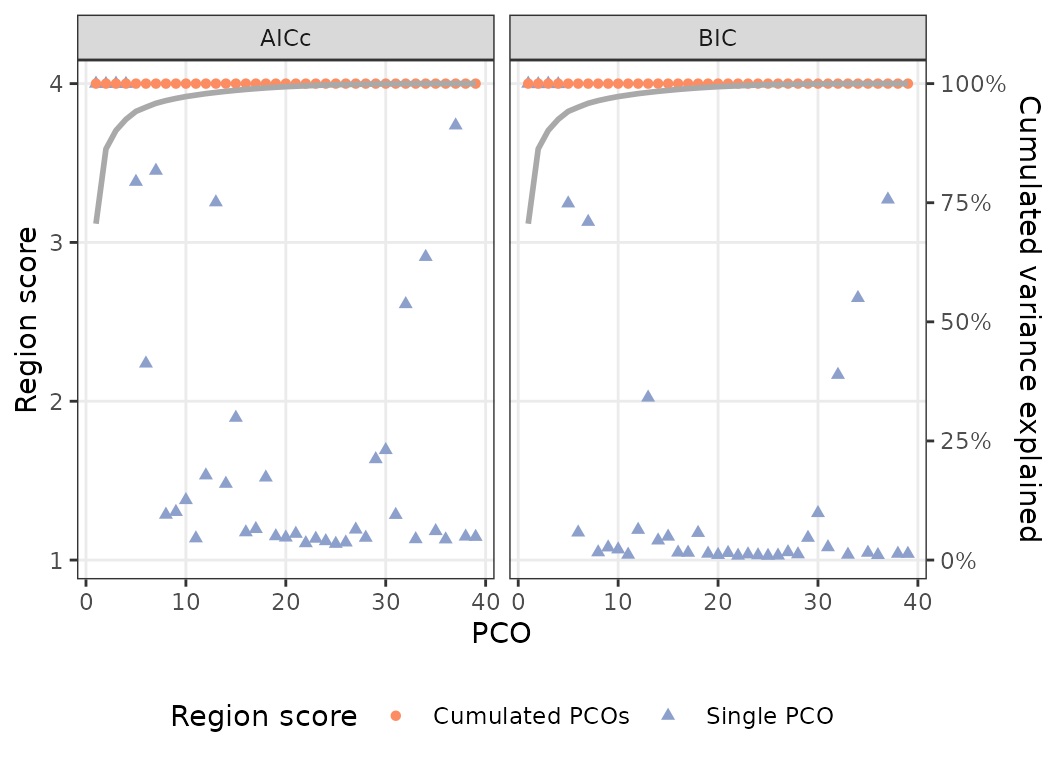 AICc
BIC
Region score
4
3
2
1
100%
75%
50%
25%
0%
Cumulated variance explained
0 10 20 30 40
0 10 20 30 40
PCO
Region score Cumulated PCOs Single PCO